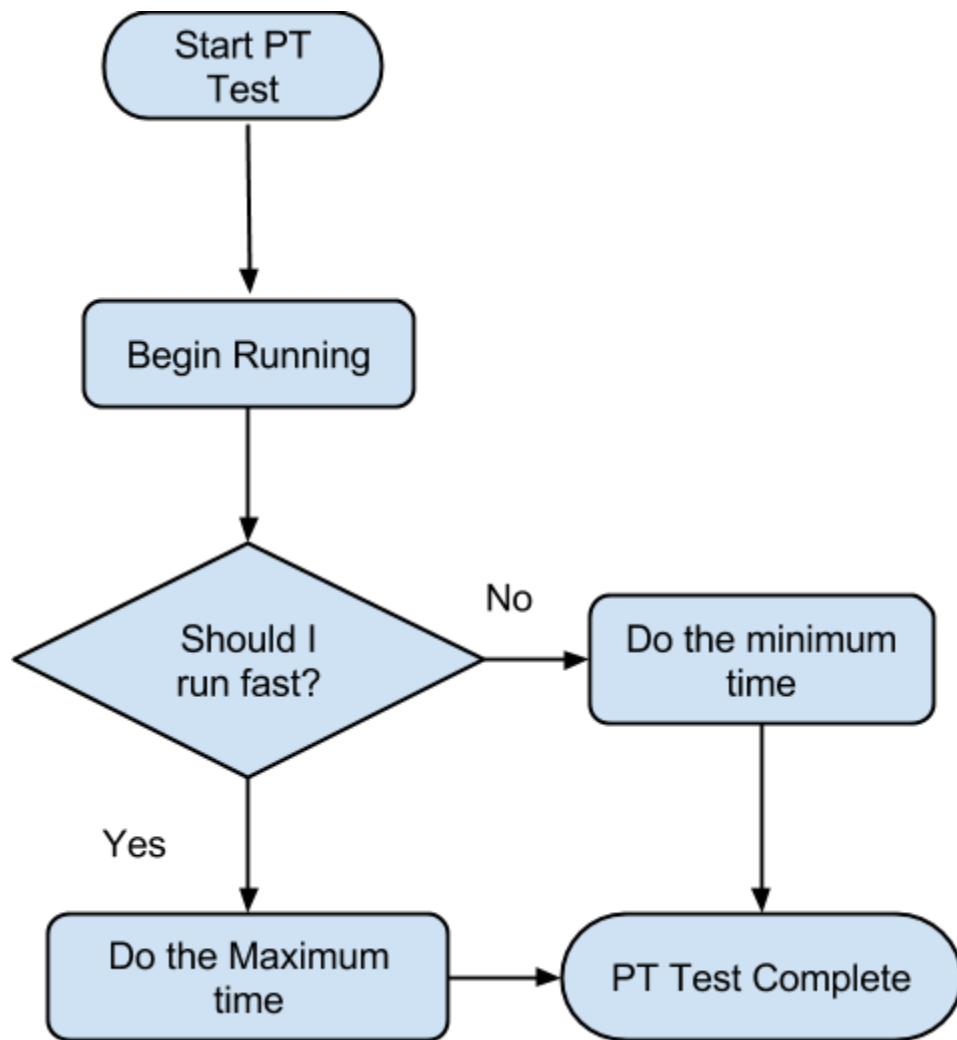 Start PT
Test
Begin Running
Should I
run fast?
No
Do the minimum
time
Yes
Do the Maximum
time
PT Test Complete